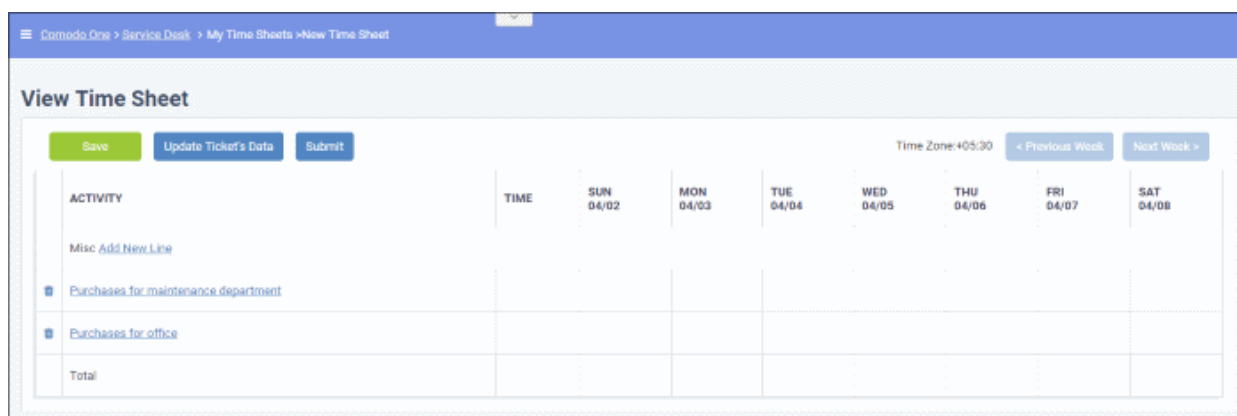 Comodo One > Service Desk > My Time Sheets >New Time Sheet
View Time Sheet
Save Update Ticket's Data Submit Time Zone:+05:30 < Previous Week Next Week >
ACTIVITY TIME SUN 04/02 MON 04/03 TUE 04/04 WED 04/05 THU 04/06 FRI 04/07 SAT 04/08
Misc Add New Line
Purchases for maintenance department
Purchases for office
Total